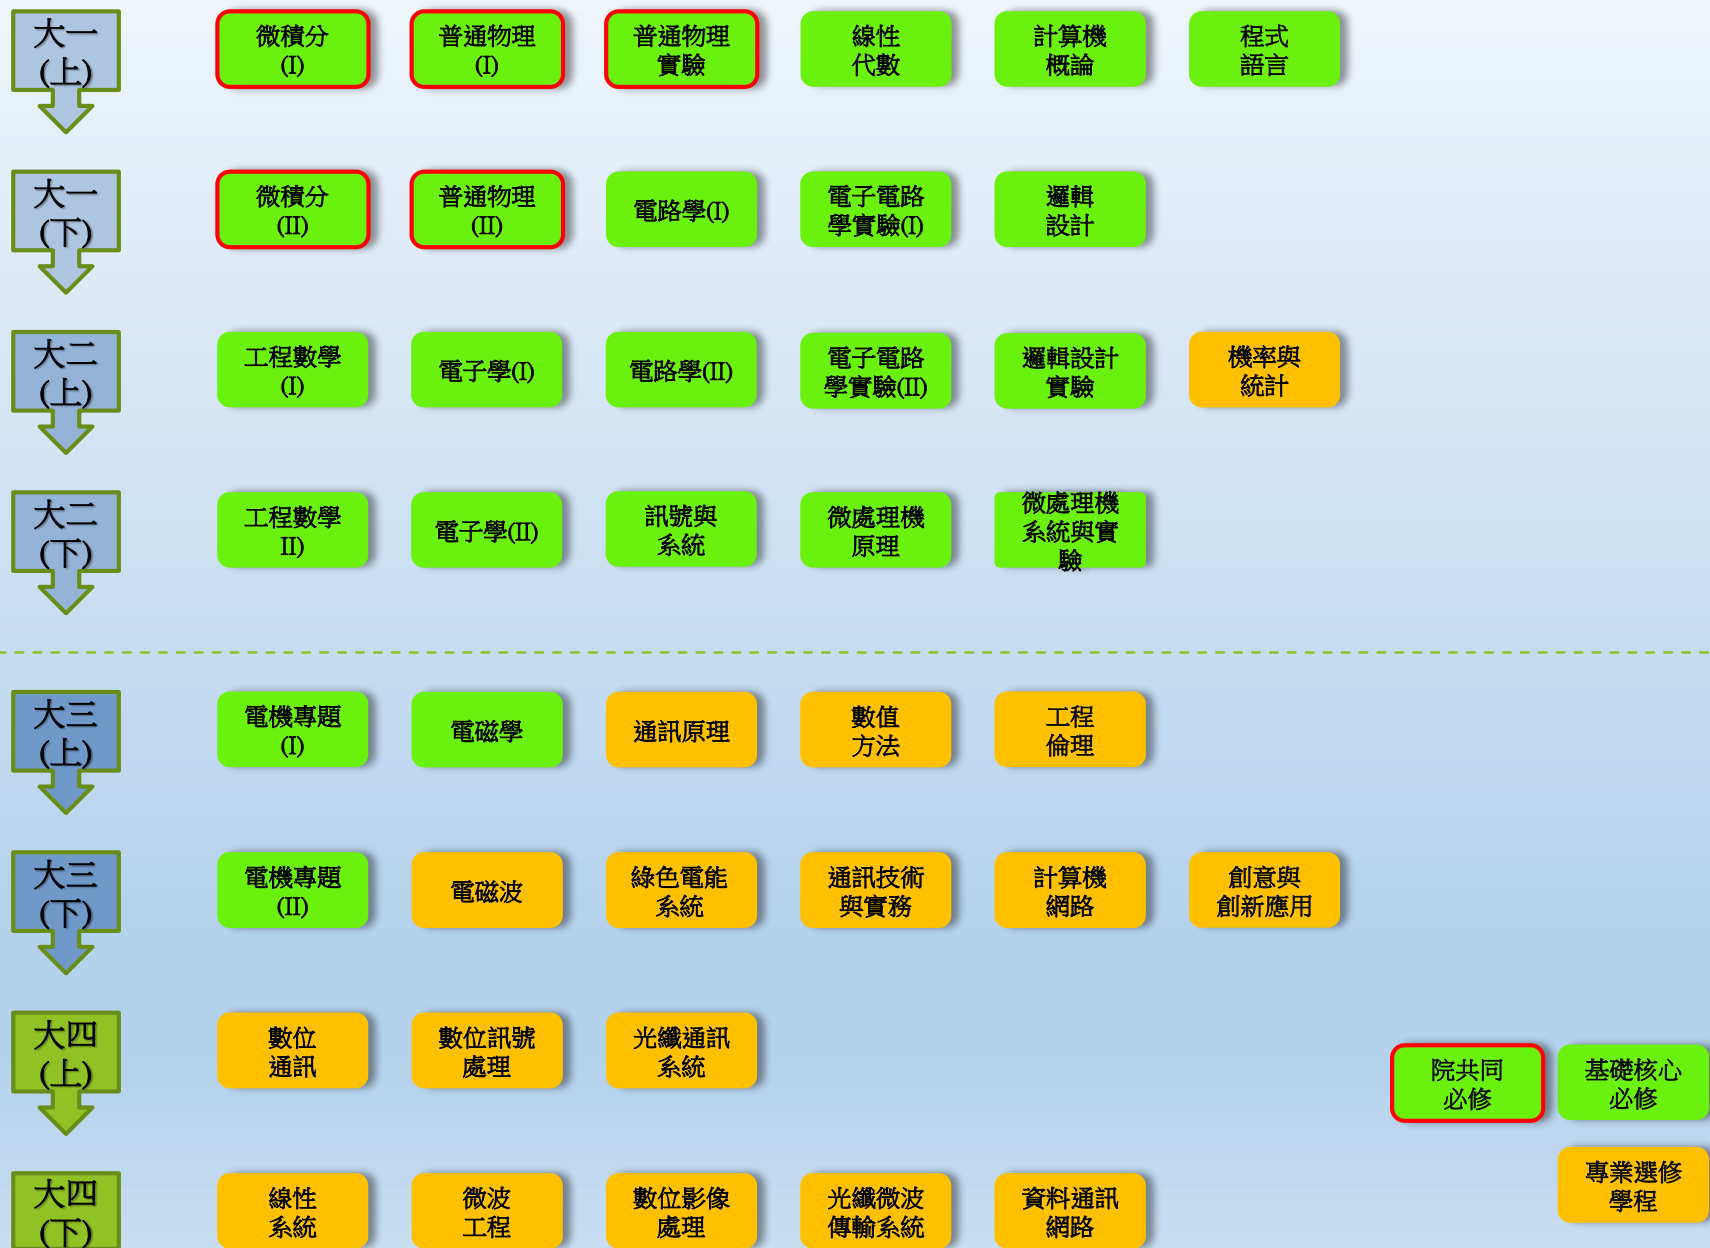 大一
(上)
微積分
(I)
普通物理
(I)
普通物理
實驗
線性
代數
計算機
概論
程式
語言
大一
(下)
微積分
(II)
普通物理
(II)
電路學(I)
電子電路
學實驗(I)
邏輯
設計
大二
(上)
工程數學
(I)
電子學(I)
電路學(II)
電子電路
學實驗(II)
邏輯設計
實驗
機率與
統計
大二
(下)
工程數學
II)
電子學(II)
訊號與
系統
微處理機
原理
微處理機
系統與實
驗
大三
(上)
電機專題
(I)
電磁學
通訊原理
數值
方法
工程
倫理
大三
(下)
電機專題
(II)
電磁波
綠色電能
系統
通訊技術
與實務
計算機
網路
創意與
創新應用
大四
(上)
數位
通訊
數位訊號
處理
光纖通訊
系統
院共同
必修
基礎核心
必修
專業選修
學程
大四
(下)
線性
系統
微波
工程
數位影像
處理
光纖微波
傳輸系統
資料通訊
網路